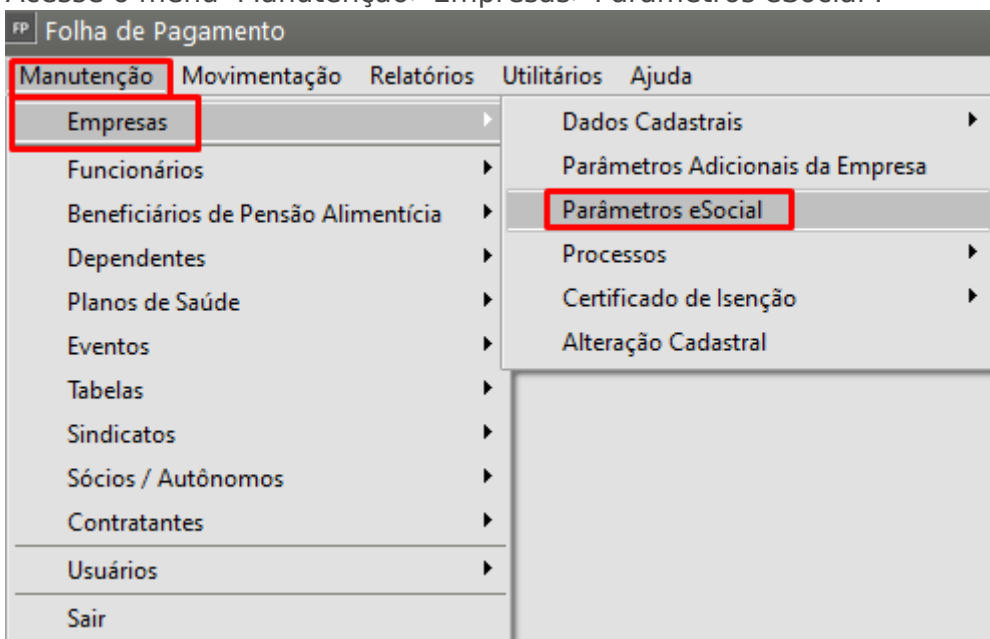 Acesse o menu "Manutenção> Empresas> Parâmetros eSocial".
FP Folha de Pagamento
Manutenção Movimentação Relatórios Utilitários Ajuda
Empresas
Funcionários
Beneficiários de Pensão Alimentícia
Dependentes
Planos de Saúde
Eventos
Tabelas
Sindicatos
Sócios / Autônomos
Contratantes
Usuários
Sair
Dados Cadastrais
Parâmetros Adicionais da Empresa
Parâmetros eSocial
Processos
Certificado de Isenção
Alteração Cadastral